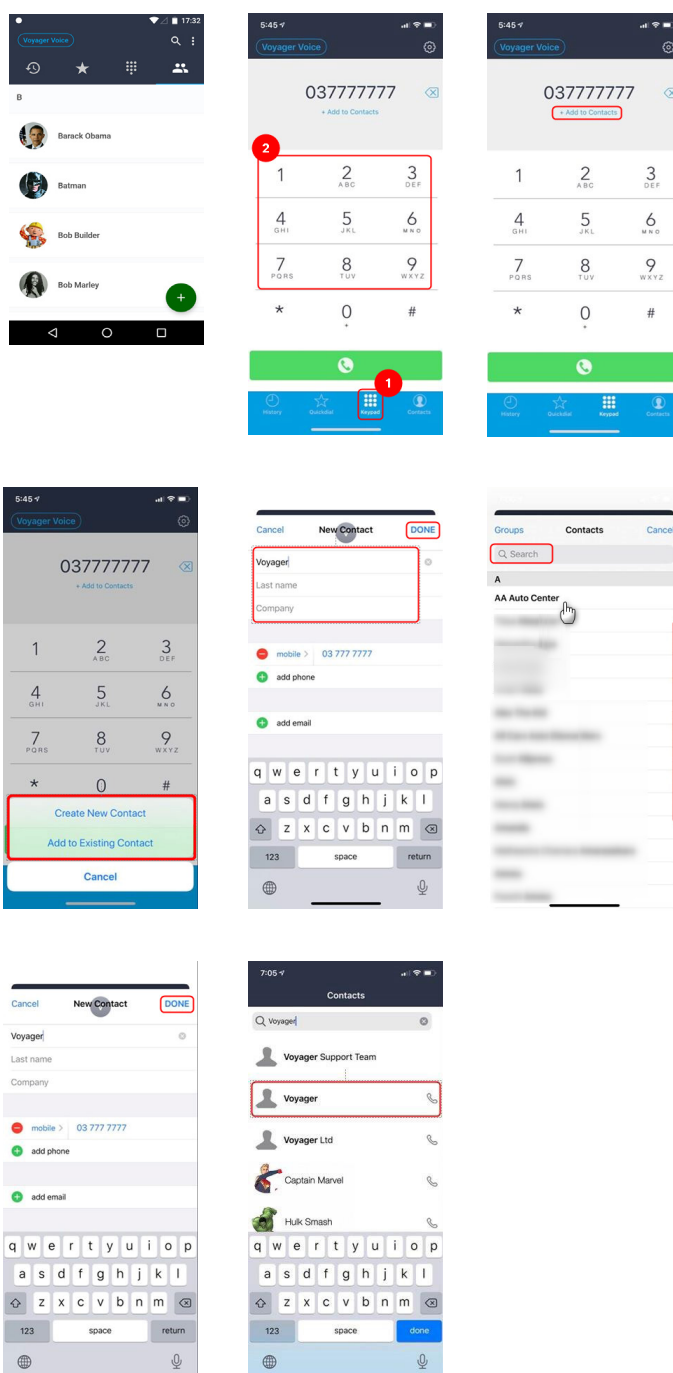 17:32
Voyager Voice
B
Barack Obama
Batman
Bob Builder
Bob Marley
+
5:45
Voyager Voice
037777777
+ Add to Contacts
2
1 2 3
ABC DEF
4 5 6
GHI JKL MNO
7 8 9
PQRS TUV WXYZ
* 0 #
+
1
History Quickdial Keypad Contacts
5:45
Voyager Voice
037777777
+ Add to Contacts
1 2 3
ABC DEF
4 5 6
GHI JKL MNO
7 8 9
PQRS TUV WXYZ
* 0 #
+
History Quickdial Keypad Contacts
5:45
Voyager Voice
037777777
+ Add to Contacts
1 2 3
ABC DEF
4 5 6
GHI JKL MNO
7 8 9
PQRS TUV WXYZ
* 0 #
Create New Contact
Add to Existing Contact
Cancel
Cancel New Contact DONE
Voyager
Last name
Company
mobile > 03 777 7777
add phone
add email
q w e r t y u i o p
a s d f g h j k l
z x c v b n m
123 space return
Groups Contacts Cancel
Search
A
AA Auto Center
Cancel New Contact DONE
Voyager
Last name
Company
mobile > 03 777 7777
add phone
add email
q w e r t y u i o p
a s d f g h j k l
z x c v b n m
123 space return
7:05
Contacts
Voyager
Voyager Support Team
Voyager
Voyager Ltd
Captain Marvel
Hulk Smash
q w e r t y u i o p
a s d f g h j k l
z x c v b n m
123 space done